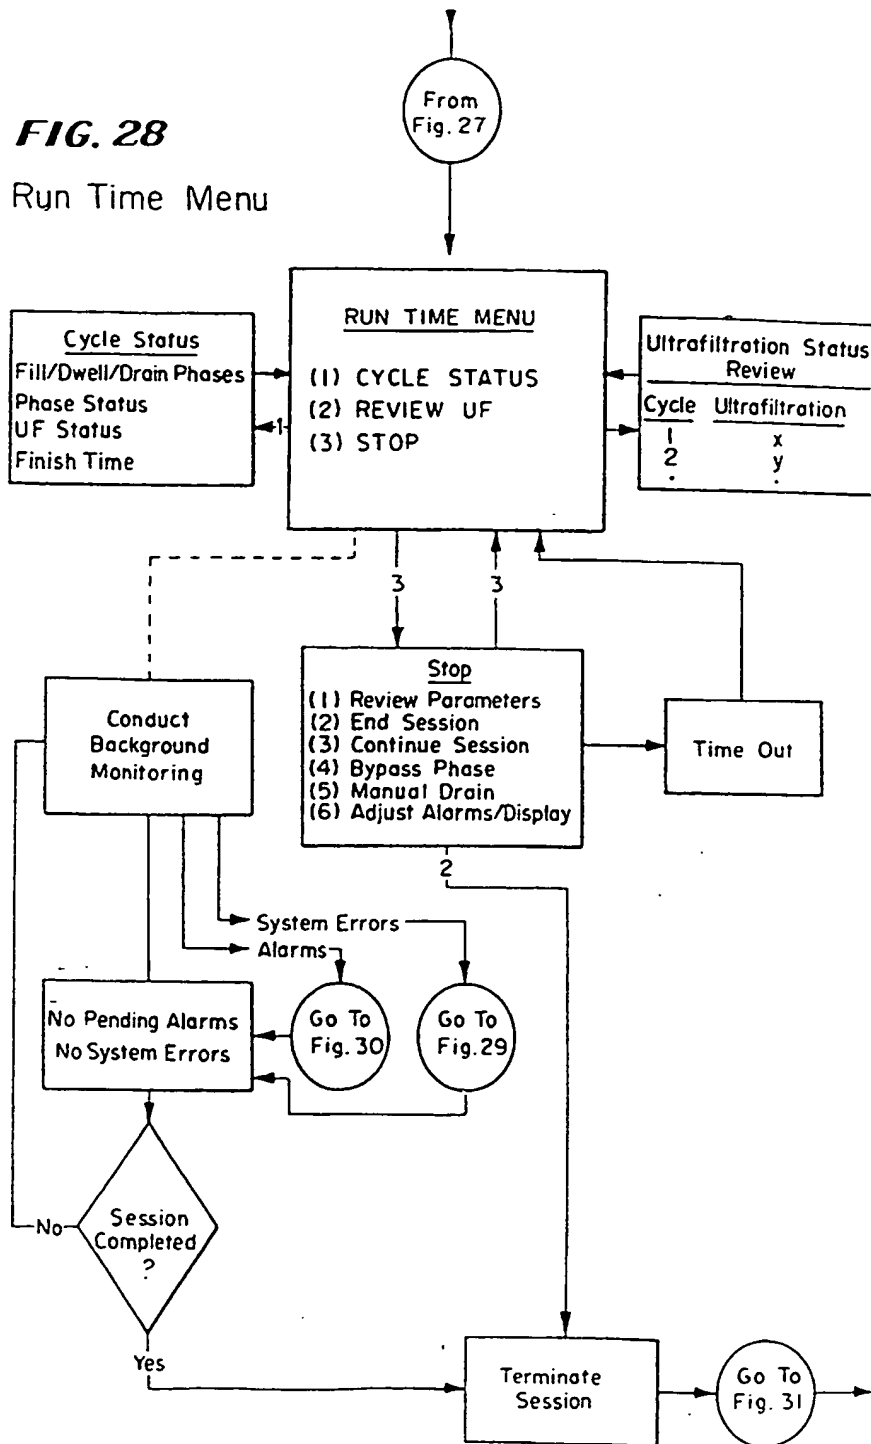 From
Fig. 27
FIG. 28
Run Time Menu
RUN TIME MENU
(1) CYCLE STATUS
(2) REVIEW UF
(3) STOP
Cycle Status
Fill/Dwell/Drain Phases
Phase Status
UF Status
Finish Time
1
Ultrafiltration Status
Review
Cycle Ultrafiltration
1 x
2 y
. .
3
3
Stop
(1) Review Parameters
(2) End Session
(3) Continue Session
(4) Bypass Phase
(5) Manual Drain
(6) Adjust Alarms/Display
Time Out
2
Conduct
Background
Monitoring
System Errors
Alarms
No Pending Alarms
No System Errors
Go To
Fig. 30
Go To
Fig. 29
Session
Completed
?
No
Yes
Terminate
Session
Go To
Fig. 31